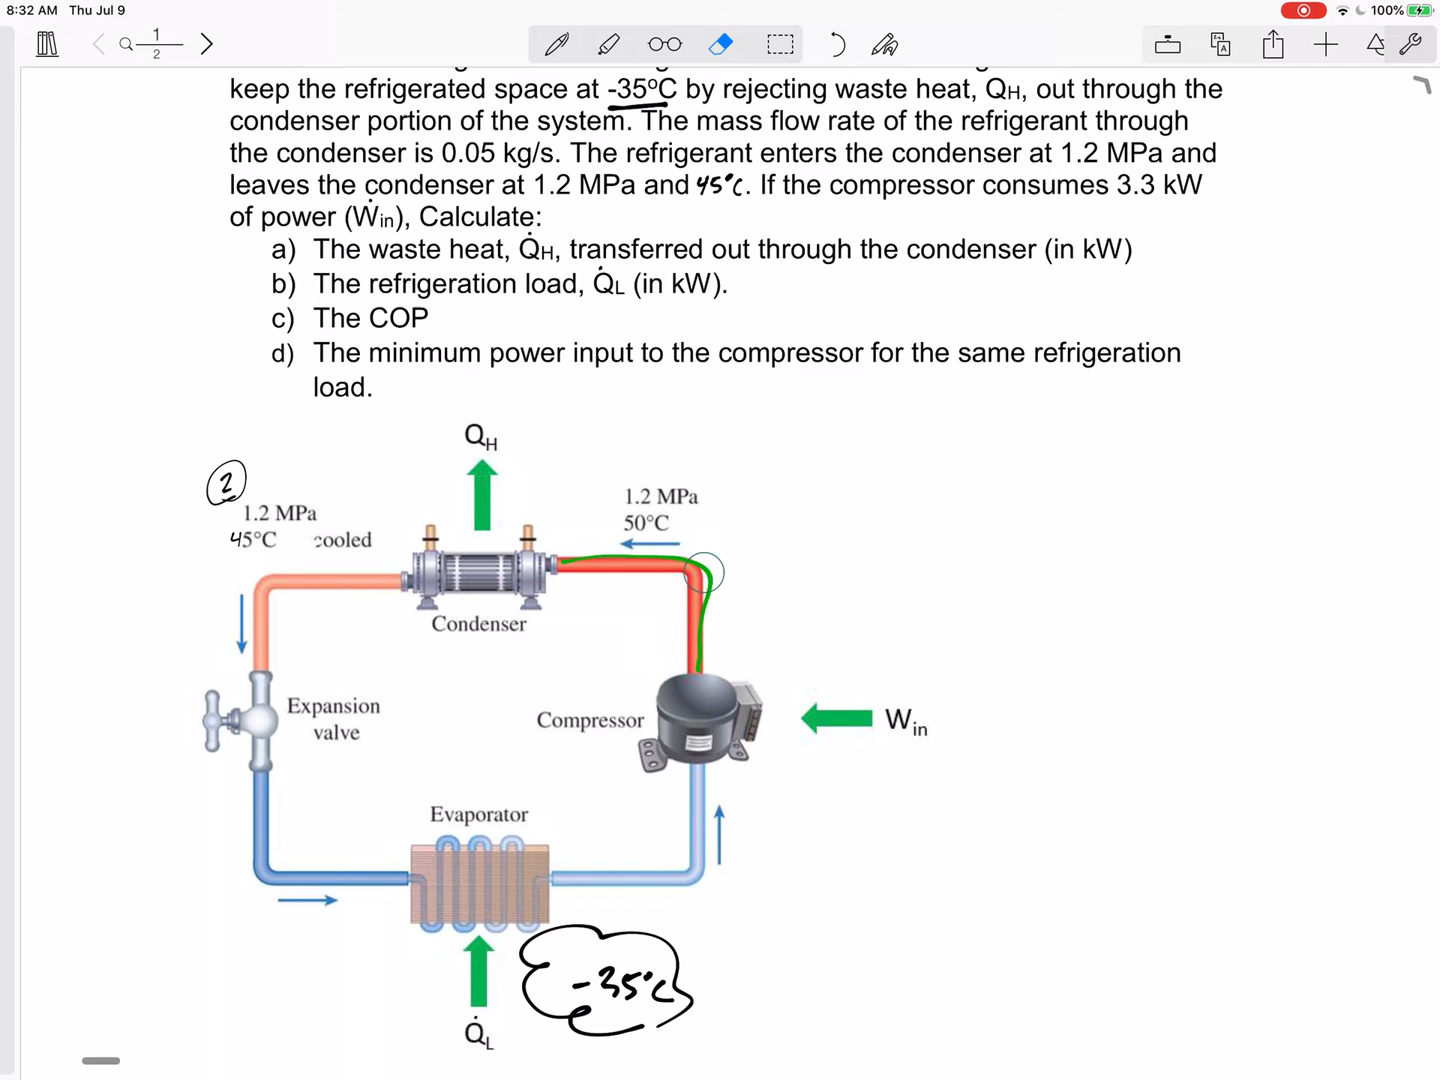 8:32 AM Thu Jul 9
100%
1
2
keep the refrigerated space at -35ºC by rejecting waste heat, QH, out through the
condenser portion of the system. The mass flow rate of the refrigerant through
the condenser is 0.05 kg/s. The refrigerant enters the condenser at 1.2 MPa and
leaves the condenser at 1.2 MPa and 45°C. If the compressor consumes 3.3 kW
of power (Ẇin), Calculate:
a) The waste heat, Q̇H, transferred out through the condenser (in kW)
b) The refrigeration load, Q̇L (in kW).
c) The COP
d) The minimum power input to the compressor for the same refrigeration
load.
QH
2
1.2 MPa
45°C cooled
1.2 MPa
50°C
Condenser
Expansion
valve
Compressor
Win
Evaporator
-35°C
Q̇L